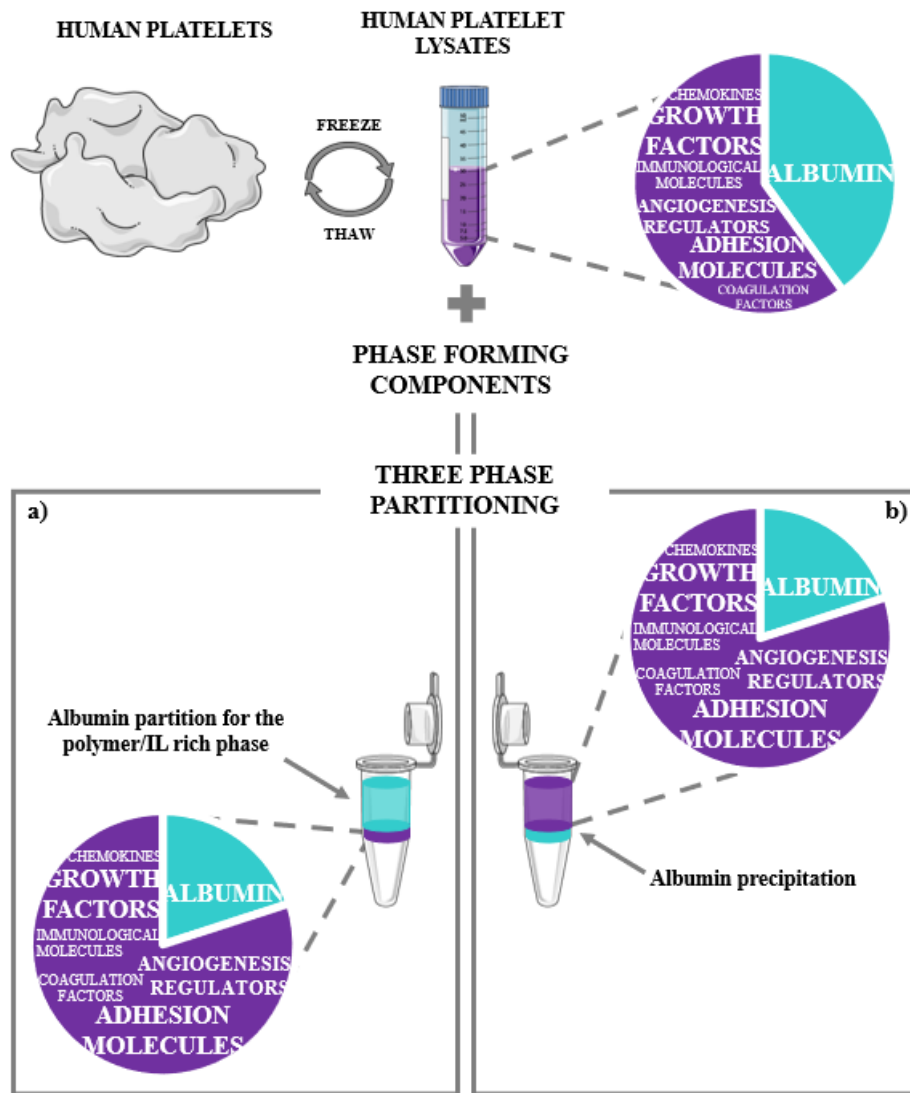 HUMAN PLATELETS
HUMAN PLATELET
LYSATES
FREEZE
THAW
CHEMOKINES
GROWTH
FACTORS
IMMUNOLOGICAL
MOLECULES
ANGIOGENESIS
REGULATORS
ADHESION
MOLECULES
COAGULATION
FACTORS
ALBUMIN
PHASE FORMING
COMPONENTS
THREE PHASE
PARTITIONING
a)
Albumin partition for the
polymer/IL rich phase
CHEMOKINES
GROWTH
FACTORS
IMMUNOLOGICAL
MOLECULES
COAGULATION
FACTORS
ALBUMIN
ANGIOGENESIS
REGULATORS
ADHESION
MOLECULES
b)
CHEMOKINES
GROWTH
FACTORS
IMMUNOLOGICAL
MOLECULES
COAGULATION
FACTORS
ALBUMIN
ANGIOGENESIS
REGULATORS
ADHESION
MOLECULES
Albumin precipitation